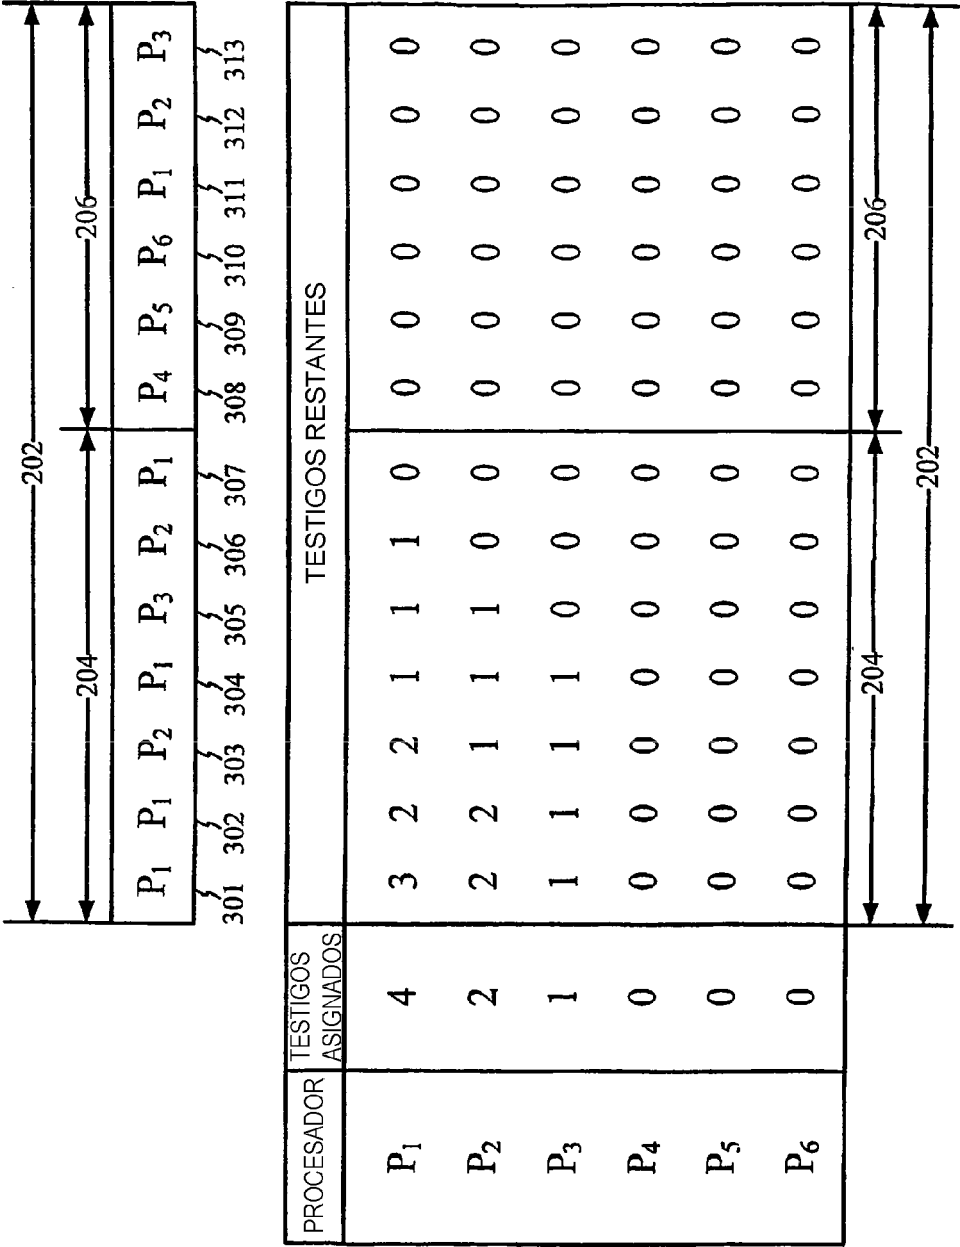 202
204 206
P1 P1 P2 P1 P3 P2 P1 P4 P5 P6 P1 P2 P3
301 302 303 304 305 306 307 308 309 310 311 312 313
PROCESADOR TESTIGOS ASIGNADOS TESTIGOS RESTANTES
P1 4 3 2 2 1 1 1 0 0 0 0 0 0 0
P2 2 2 2 1 1 1 0 0 0 0 0 0 0 0
P3 1 1 1 1 1 0 0 0 0 0 0 0 0 0
P4 0 0 0 0 0 0 0 0 0 0 0 0 0 0
P5 0 0 0 0 0 0 0 0 0 0 0 0 0 0
P6 0 0 0 0 0 0 0 0 0 0 0 0 0 0
204 206
202